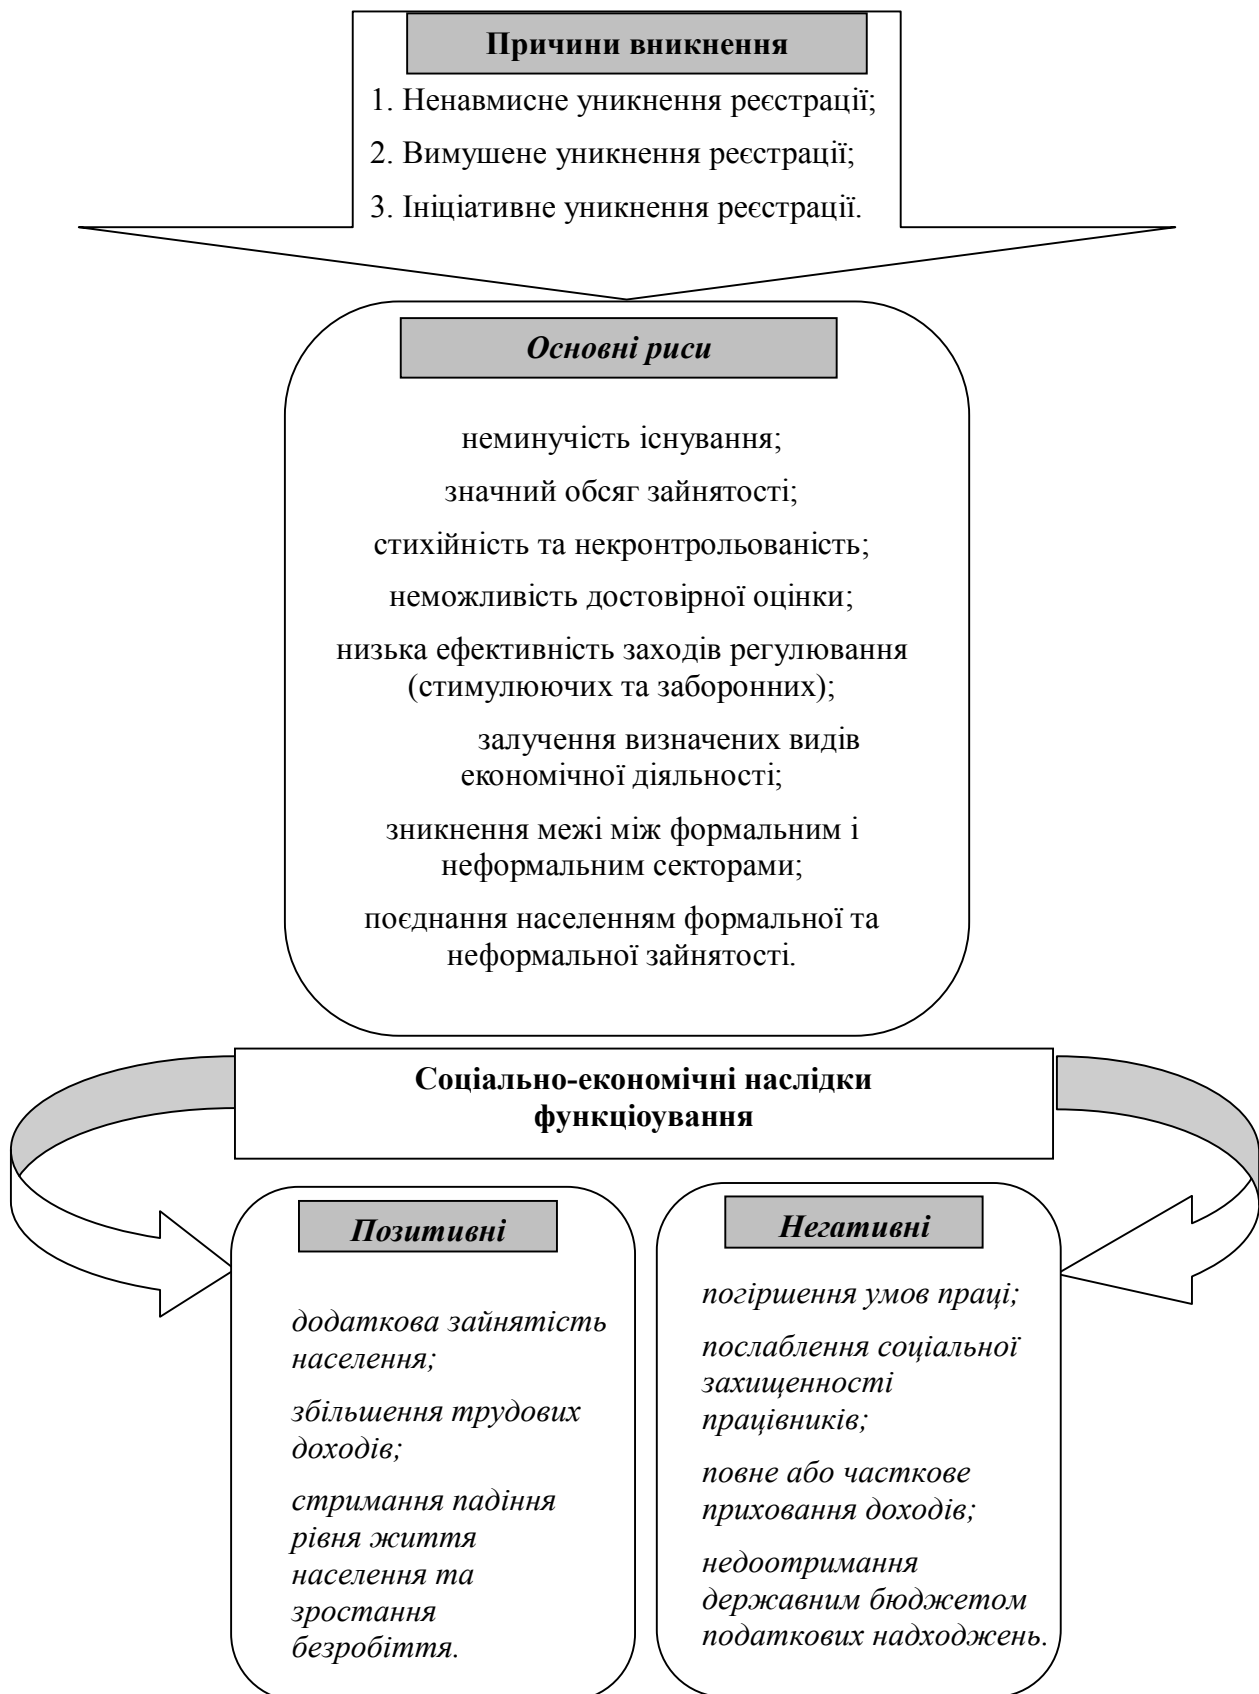 Причини вникнення
1. Ненавмисне уникнення реєстрації;
2. Вимушене уникнення реєстрації;
3. Ініціативне уникнення реєстрації.
Основні риси
неминучість існування;
значний обсяг зайнятості;
стихійність та некронтрольованість;
неможливість достовірної оцінки;
низька ефективність заходів регулювання
(стимулюючих та заборонних);
залучення визначених видів
економічної діяльності;
зникнення межі між формальним і
неформальним секторами;
поєднання населенням формальної та
неформальної зайнятості.
Соціально-економічні наслідки
функціоування
Позитивні
додаткова зайнятість
населення;
збільшення трудових
доходів;
стримання падіння
рівня життя
населення та
зростання
безробіття.
Негативні
погіршення умов праці;
послаблення соціальної
захищенності
працівників;
повне або часткове
приховання доходів;
недоотримання
державним бюджетом
податкових надходжень.